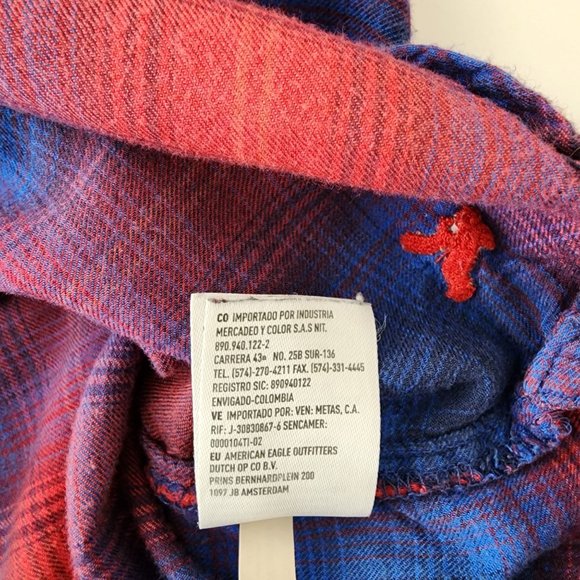 CO IMPORTADO POR INDUSTRIA
MERCADEO Y COLOR S.A.S NIT.
890.940.122-2
CARRERA 43ª NO. 25B SUR-136
TEL. (574)-270-4211 FAX. (574)-331-4445
REGISTRO SIC: 890940122
ENVIGADO-COLOMBIA
VE IMPORTADO POR: VEN: METAS, C.A.
RIF: J-30830867-6 SENCAMER:
0000104TI-02
EU AMERICAN EAGLE OUTFITTERS
DUTCH OP CO B.V.
PRINS BERNHARDPLEIN 200
1097 JB AMSTERDAM